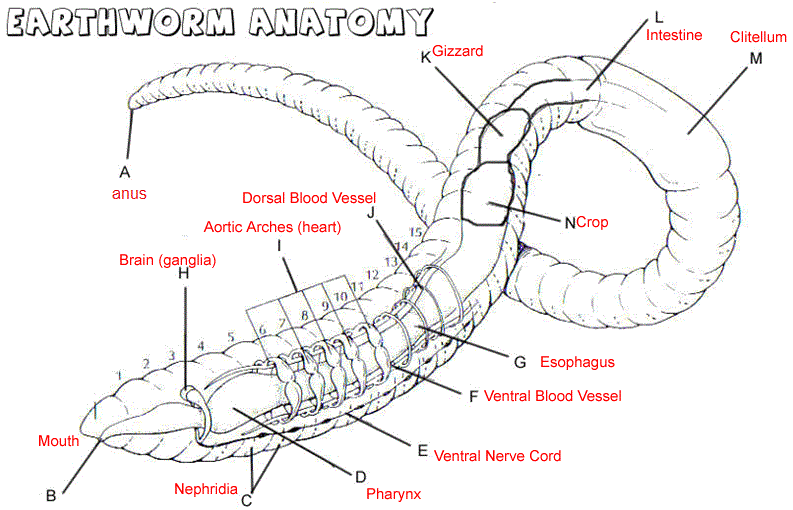 EARTHWORM ANATOMY
L
Intestine
Clitellum
M
K
Gizzard
A
anus
Dorsal Blood Vessel
J
Aortic Arches (heart)
I
N
Crop
Brain (ganglia)
H
1
2
3
4
5
6
7
8
9
10
11
12
13
14
15
G
Esophagus
F
Ventral Blood Vessel
E
Ventral Nerve Cord
Mouth
B
Nephridia
C
D
Pharynx